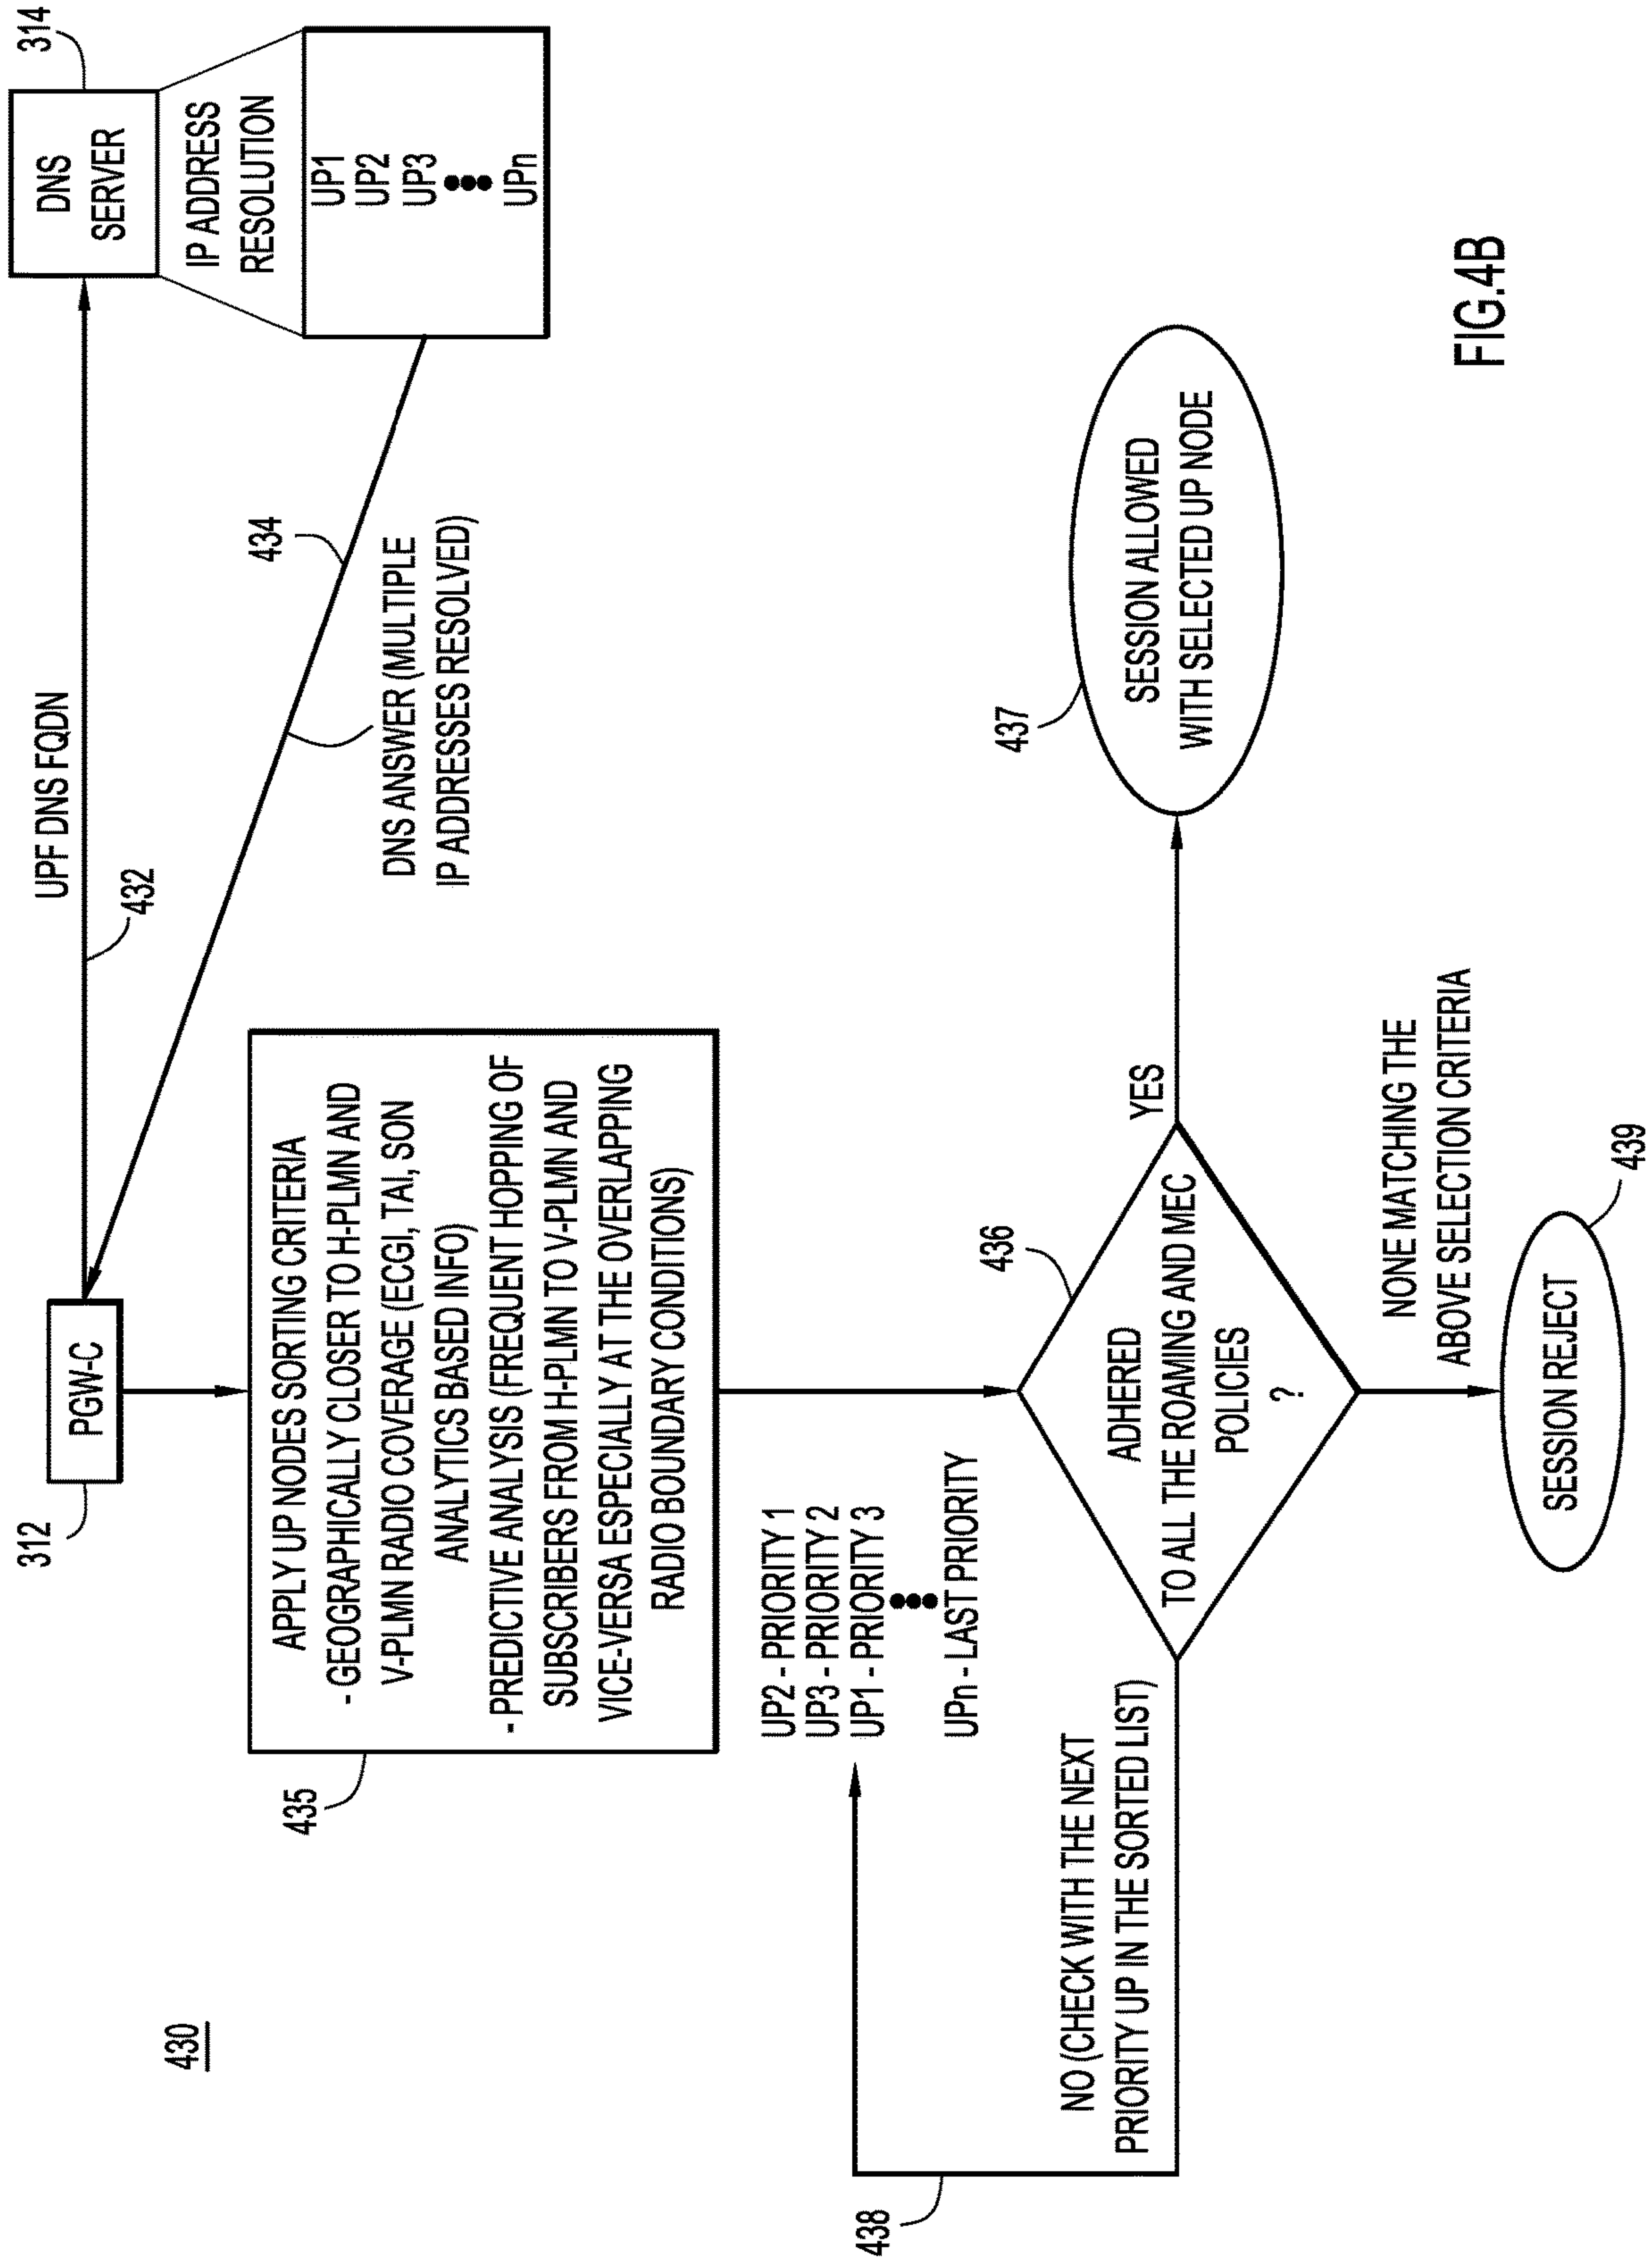 430
312
PGW-C
UPF DNS FQDN
432
DNS
SERVER
314
IP ADDRESS
RESOLUTION
UP1
UP2
UP3
UPn
434
DNS ANSWER (MULTIPLE
IP ADDRESSES RESOLVED)
435
APPLY UP NODES SORTING CRITERIA
- GEOGRAPHICALLY CLOSER TO H-PLMN AND
V-PLMN RADIO COVERAGE (ECGI, TAI, SON
ANALYTICS BASED INFO)
- PREDICTIVE ANALYSIS (FREQUENT HOPPING OF
SUBSCRIBERS FROM H-PLMN TO V-PLMN AND
VICE-VERSA ESPECIALLY AT THE OVERLAPPING
RADIO BOUNDARY CONDITIONS)
UP2 - PRIORITY 1
UP3 - PRIORITY 2
UP1 - PRIORITY 3
UPn - LAST PRIORITY
438
NO (CHECK WITH THE NEXT
PRIORITY UP IN THE SORTED LIST)
436
ADHERED
TO ALL THE ROAMING AND MEC
POLICIES
?
YES
437
SESSION ALLOWED
WITH SELECTED UP NODE
NONE MATCHING THE
ABOVE SELECTION CRITERIA
SESSION REJECT
439
FIG.4B